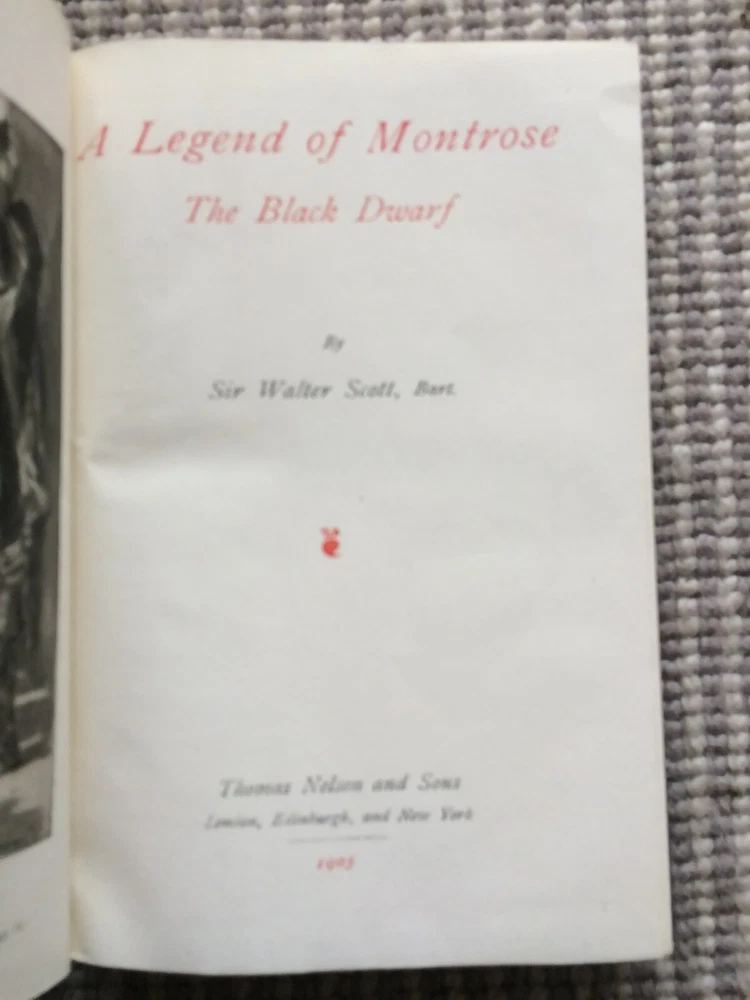 A Legend of Montrose
The Black Dwarf
By
Sir Walter Scott, Bart.
Thomas Nelson and Sons
London, Edinburgh, and New York
1905